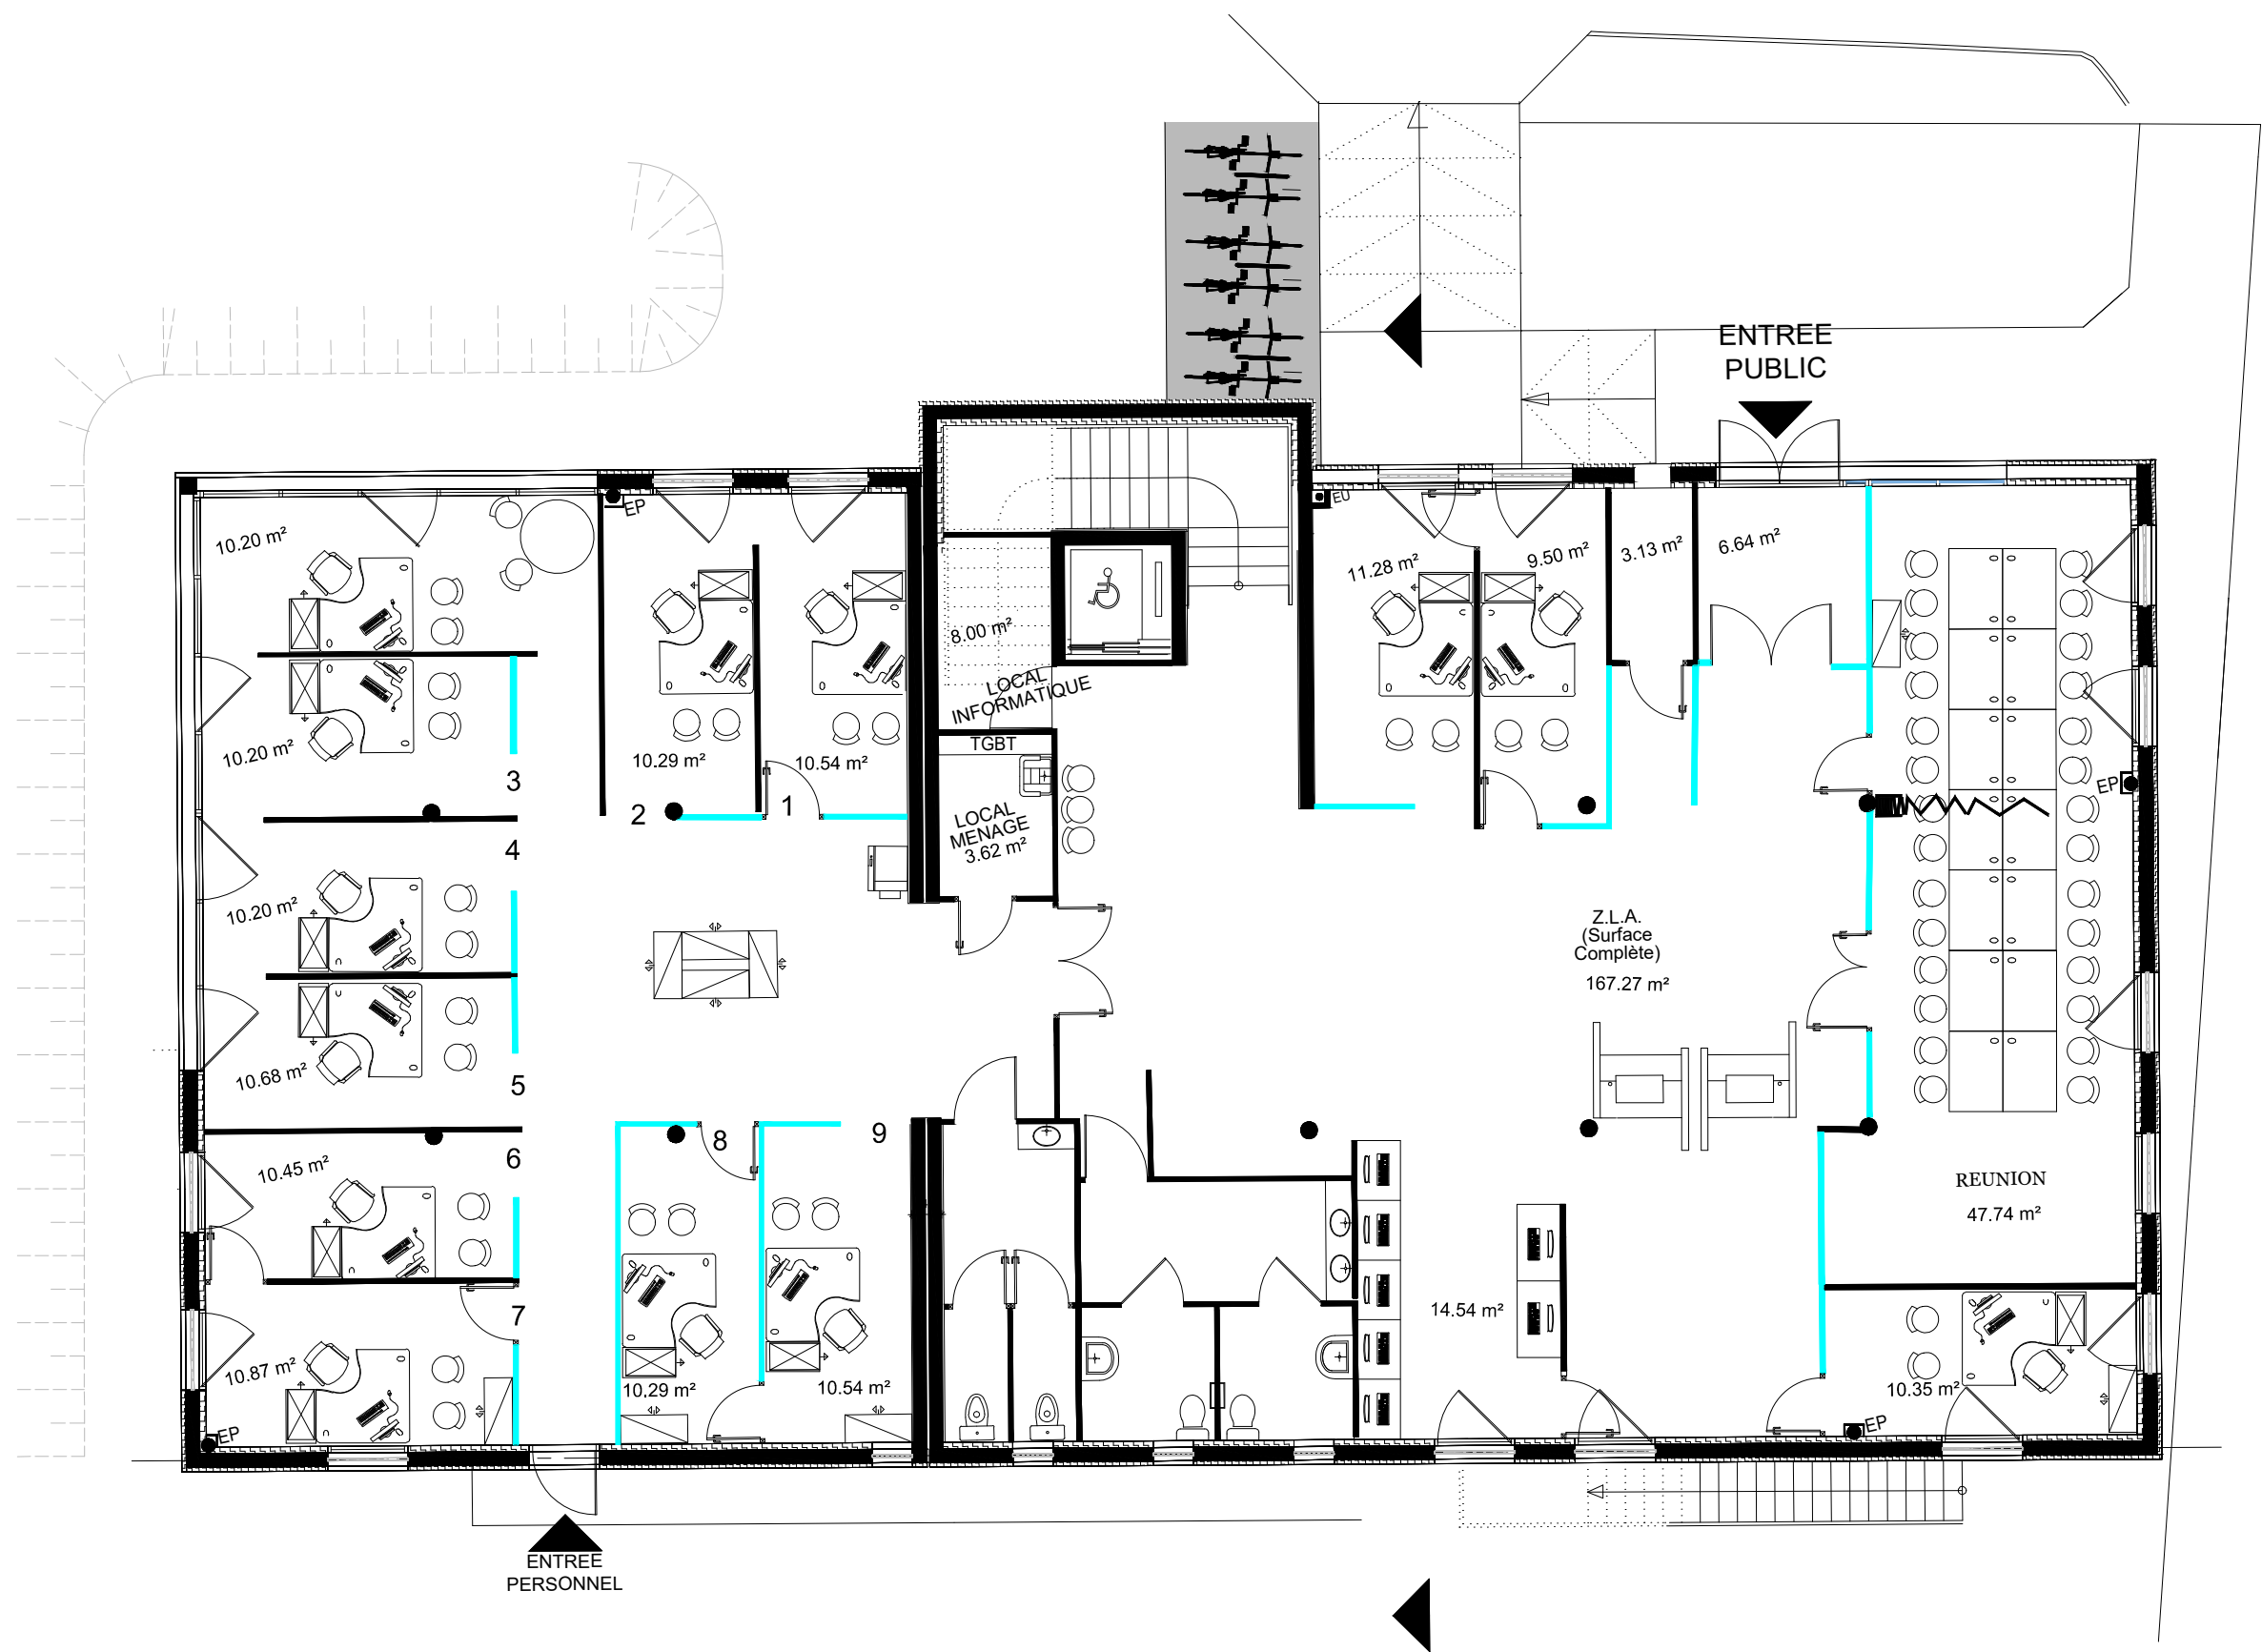 ENTREE
PUBLIC
EP
EU
10.20 m²
11.28 m²
9.50 m²
3.13 m²
6.64 m²
8.00 m²
LOCAL
INFORMATIQUE
TGBT
10.20 m²
3
10.29 m²
10.54 m²
2
1
LOCAL
MENAGE
3.62 m²
EP
4
10.20 m²
Z.L.A.
(Surface
Complète)
167.27 m²
10.68 m²
5
6
8
9
10.45 m²
REUNION
47.74 m²
7
14.54 m²
10.87 m²
10.29 m²
10.54 m²
10.35 m²
EP
EP
ENTREE
PERSONNEL